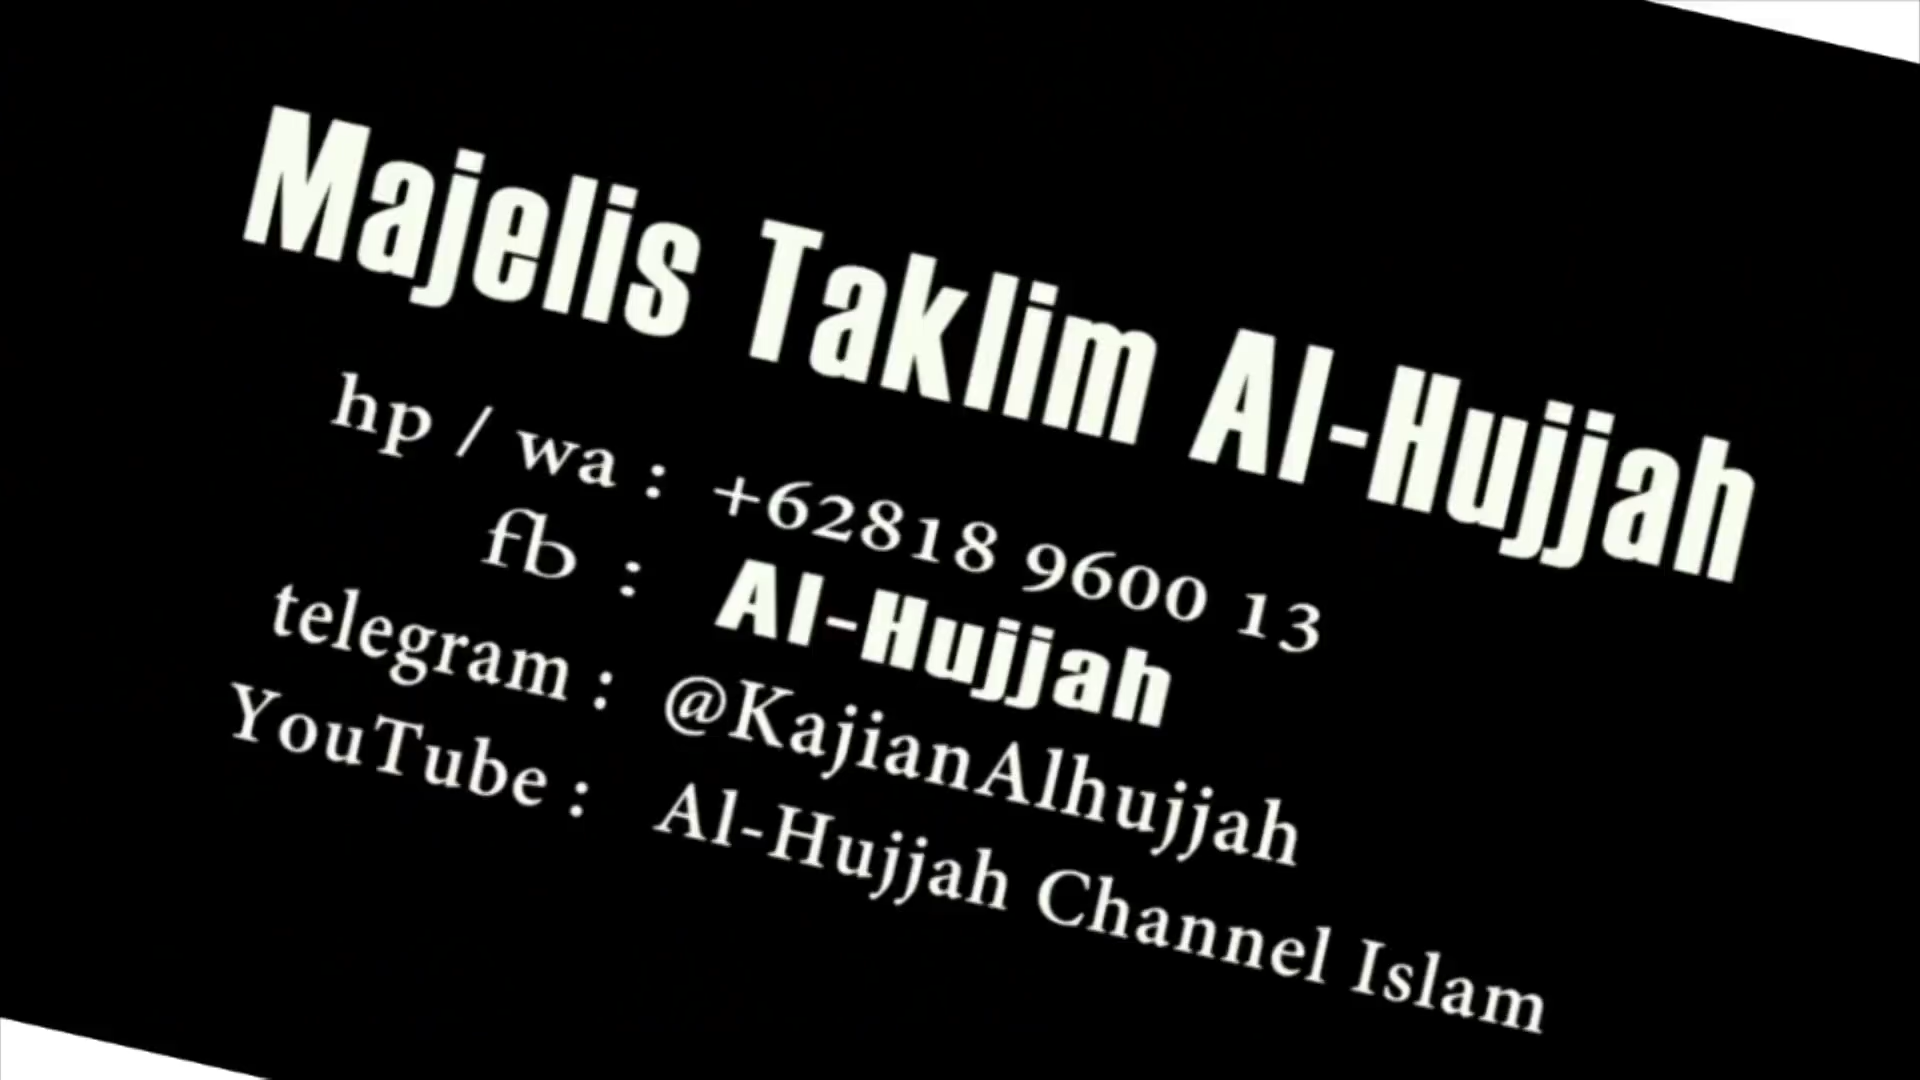 Majelis Taklim Al-Hujjah
hp / wa : +62818 9600 13
fb : Al-Hujjah
telegram : @KajianAlhujjah
YouTube : Al-Hujjah Channel Islam